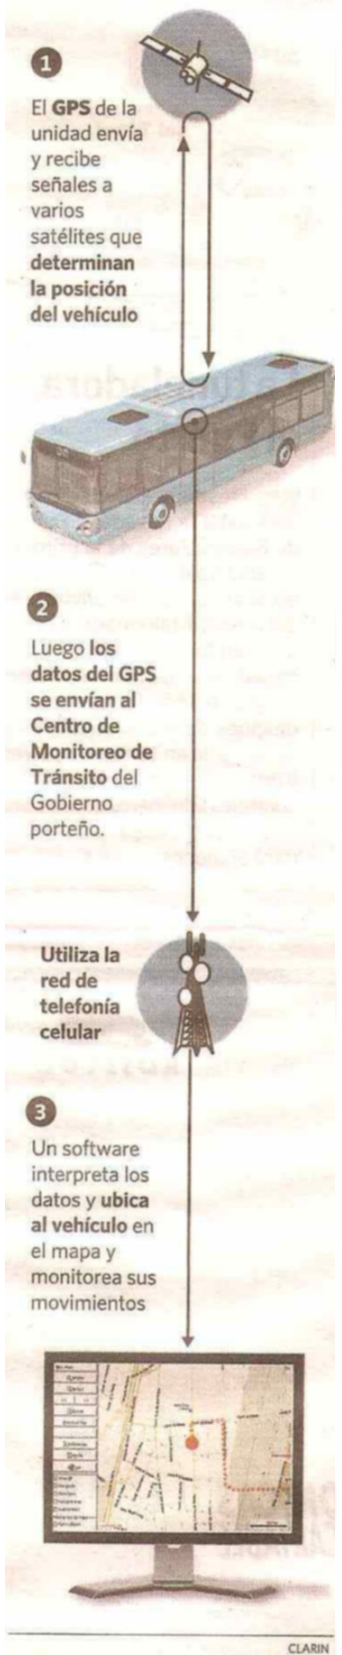 1
El GPS de la
unidad envía
y recibe
señales a
varios
satélites que
determinan
la posición
del vehículo
2
Luego los
datos del GPS
se envían al
Centro de
Monitoreo de
Tránsito del
Gobierno
porteño.
Utiliza la
red de
telefonía
celular
3
Un software
interpreta los
datos y ubica
al vehículo en
el mapa y
monitorea sus
movimientos
CLARIN